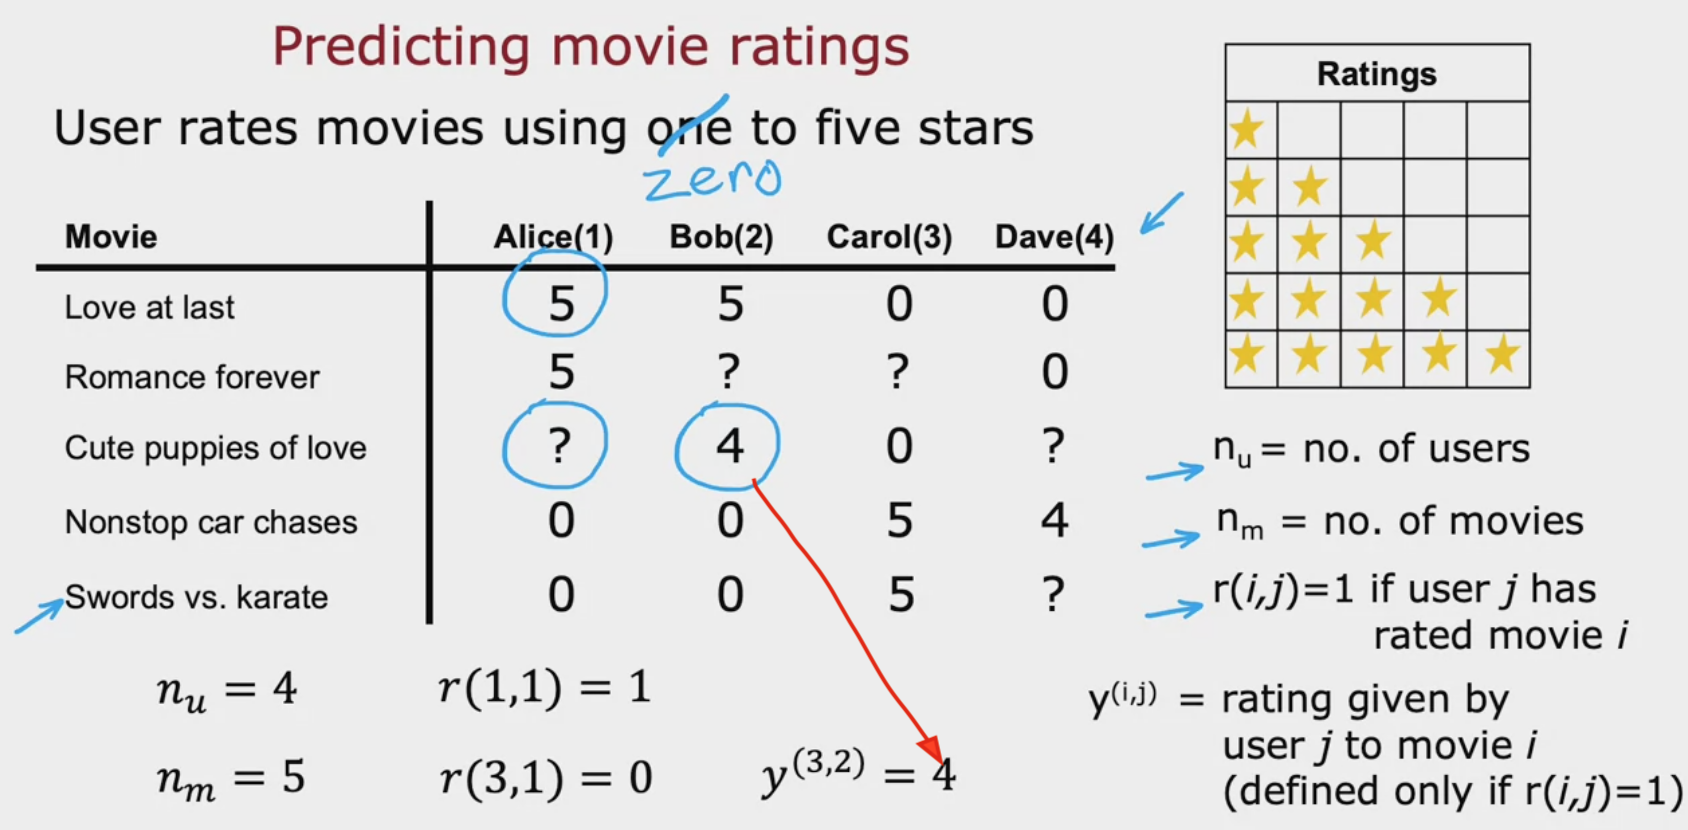 Predicting movie ratings
User rates movies using one to five stars
zero
Movie Alice(1) Bob(2) Carol(3) Dave(4)
Love at last 5 5 0 0
Romance forever 5 ? ? 0
Cute puppies of love ? 4 0 ?
Nonstop car chases 0 0 5 4
Swords vs. karate 0 0 5 ?
n_u = 4 r(1,1) = 1
n_m = 5 r(3,1) = 0 y^(3,2) = 4
Ratings
n_u = no. of users
n_m = no. of movies
r(i,j)=1 if user j has
rated movie i
y^(i,j) = rating given by
user j to movie i
(defined only if r(i,j)=1)